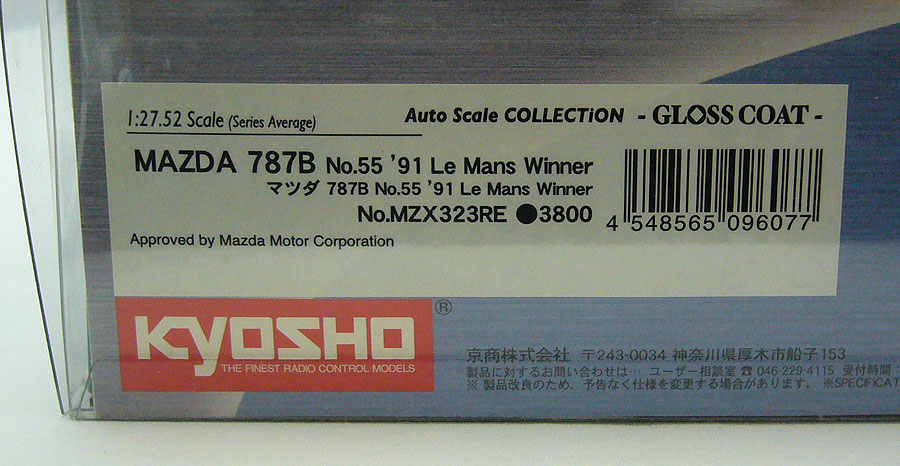 1:27.52 Scale (Series Average)
Auto Scale COLLECTiON - GLOSS COAT -
MAZDA 787B No.55 '91 Le Mans Winner
マツダ 787B No.55 '91 Le Mans Winner
No.MZX323RE ●3800
4 548565 096077
Approved by Mazda Motor Corporation
KYOSHO ®
THE FINEST RADIO CONTROL MODELS
京商株式会社 〒243-0034 神奈川県厚木市船子153
製品に対するお問い合わせは… ユーザー相談室 ☎ 046-229-4115 受付時間
※ 製品改良のため、予告なく仕様を変更する場合があります。 ※SPECIFICAT